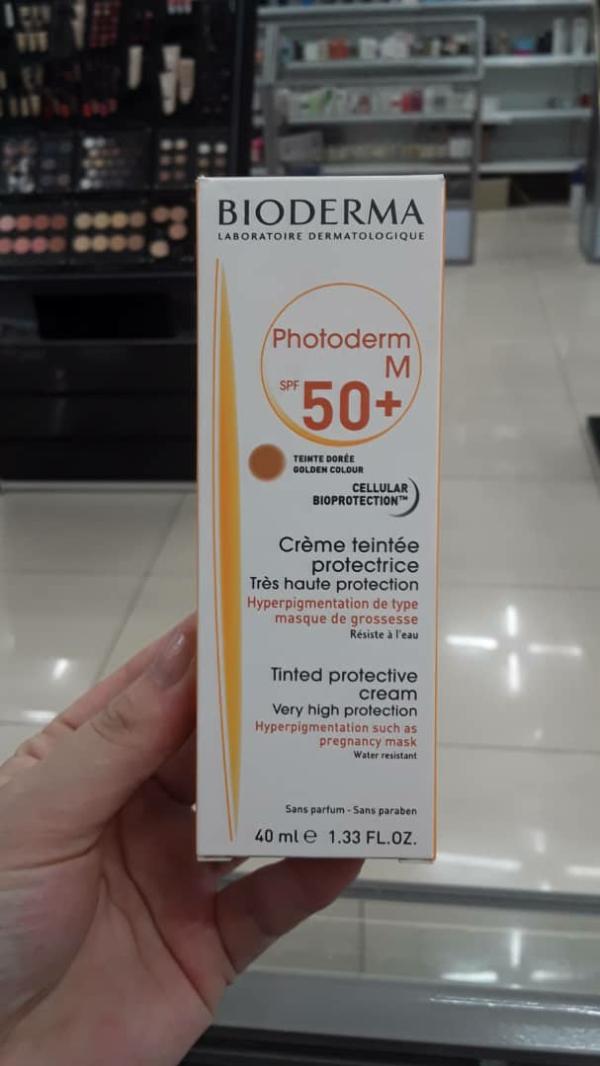 BIODERMA
LABORATOIRE DERMATOLOGIQUE
Photoderm
M
SPF 50+
TEINTE DORÉE
GOLDEN COLOUR
CELLULAR
BIOPROTECTION™
Crème teintée
protectrice
Très haute protection
Hyperpigmentation de type
masque de grossesse
Résiste à l'eau
Tinted protective
cream
Very high protection
Hyperpigmentation such as
pregnancy mask
Water resistant
Sans parfum - Sans paraben
40 ml ℮ 1.33 FL.OZ.